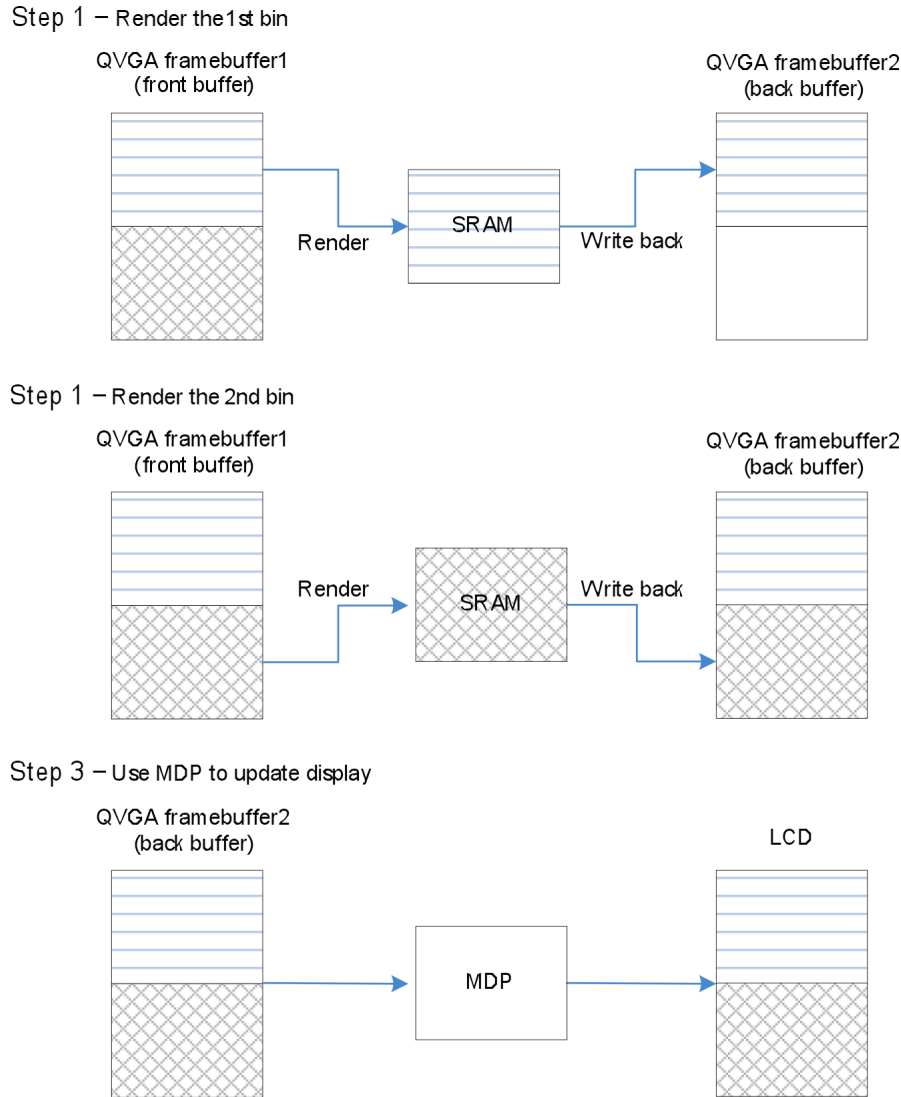 Step 1 – Render the 1st bin
QVGA framebuffer1
(front buffer)
QVGA framebuffer2
(back buffer)
SRAM
Render
Write back
Step 1 – Render the 2nd bin
QVGA framebuffer1
(front buffer)
QVGA framebuffer2
(back buffer)
Render
SRAM
Write back
Step 3 – Use MDP to update display
QVGA framebuffer2
(back buffer)
LCD
MDP